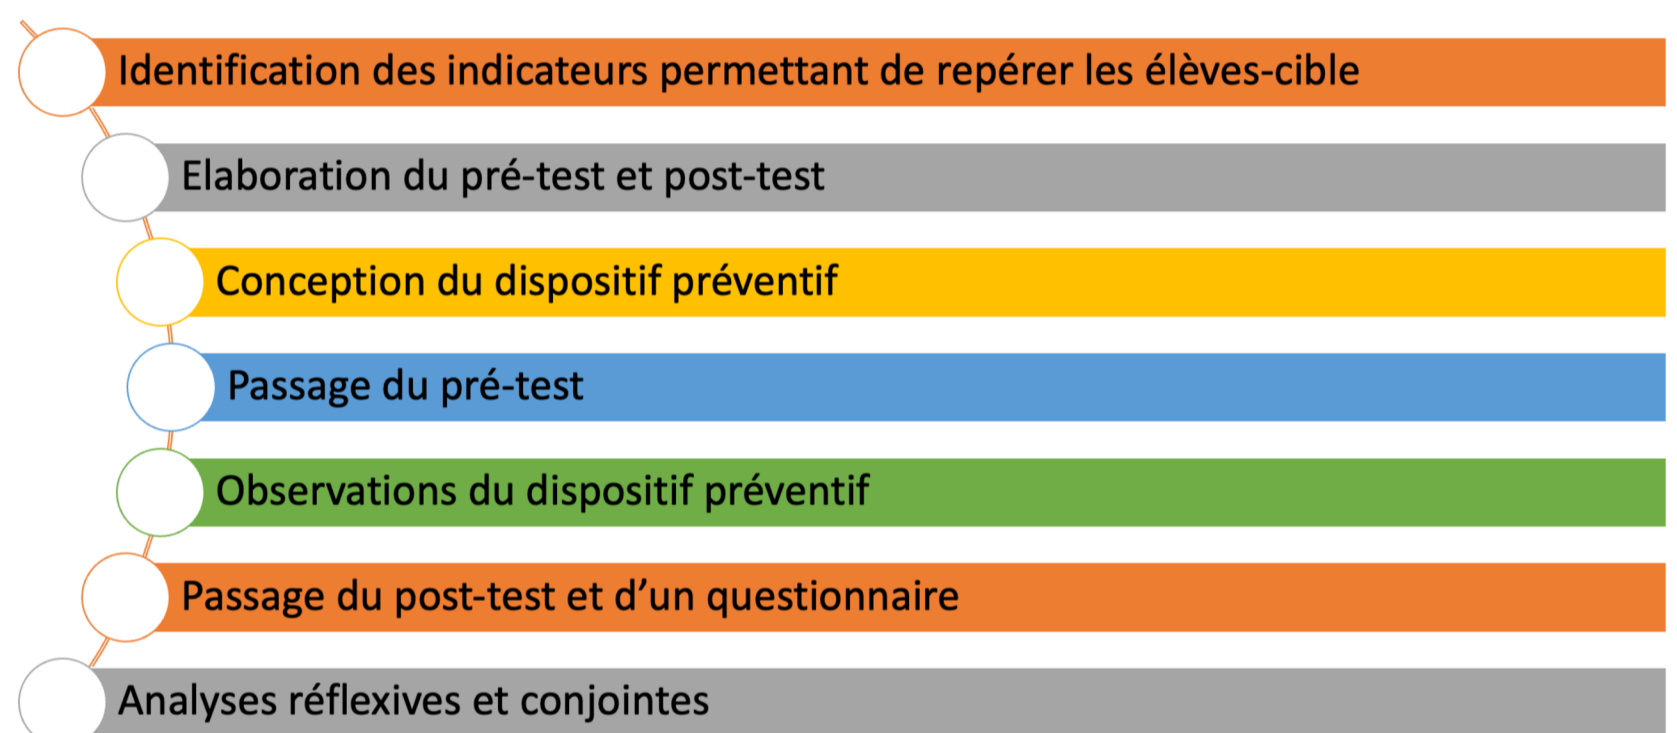 Identification des indicateurs permettant de repérer les élèves-cible
Elaboration du pré-test et post-test
Conception du dispositif préventif
Passage du pré-test
Observations du dispositif préventif
Passage du post-test et d’un questionnaire
Analyses réflexives et conjointes